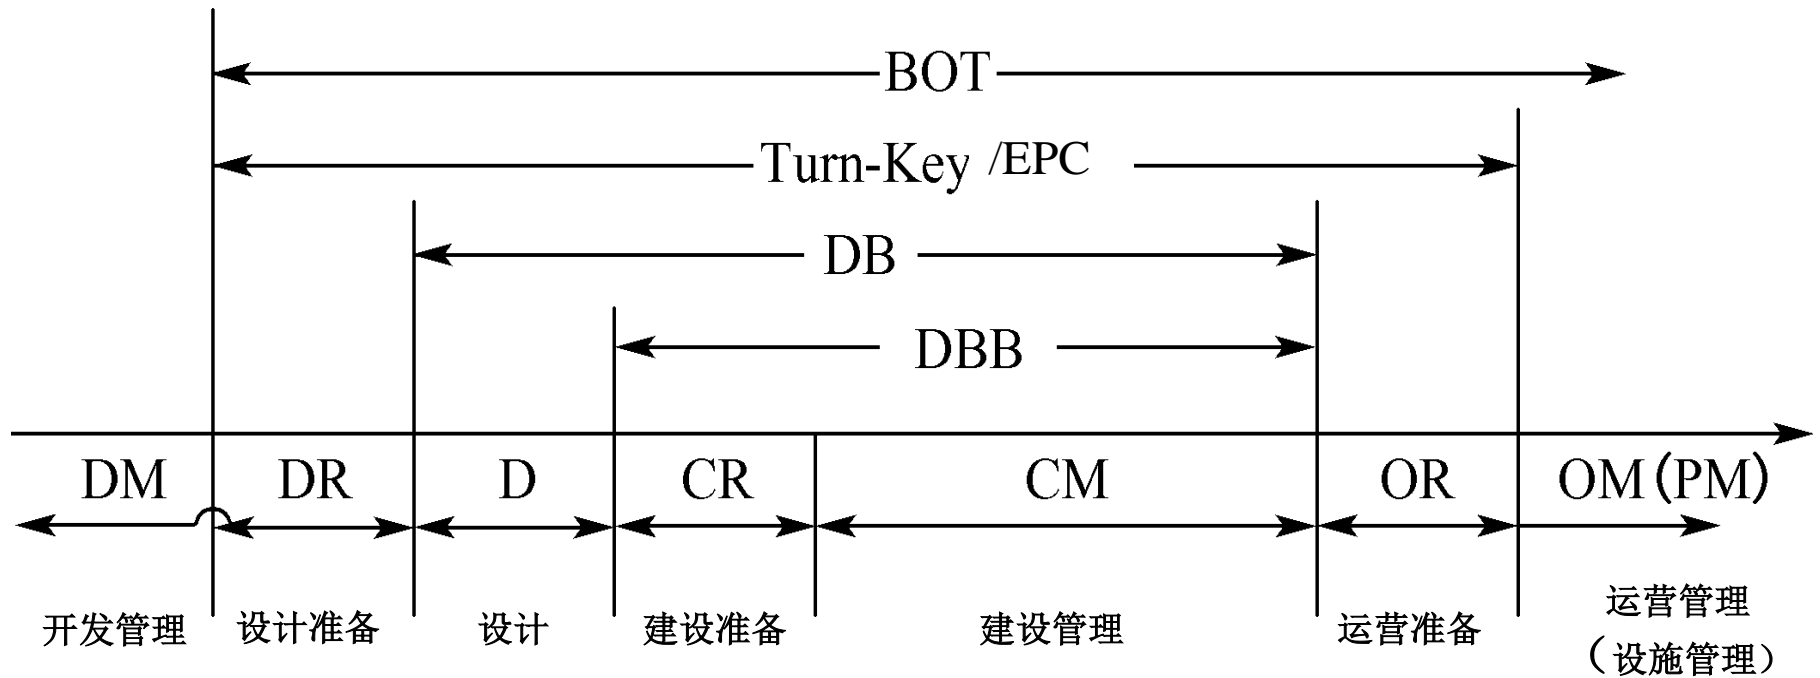 BOT
Turn-Key /EPC
DB
DBB
DM DR D CR CM OR OM(PM)
开发管理 设计准备 设计 建设准备 建设管理 运营准备 运营管理
（设施管理）